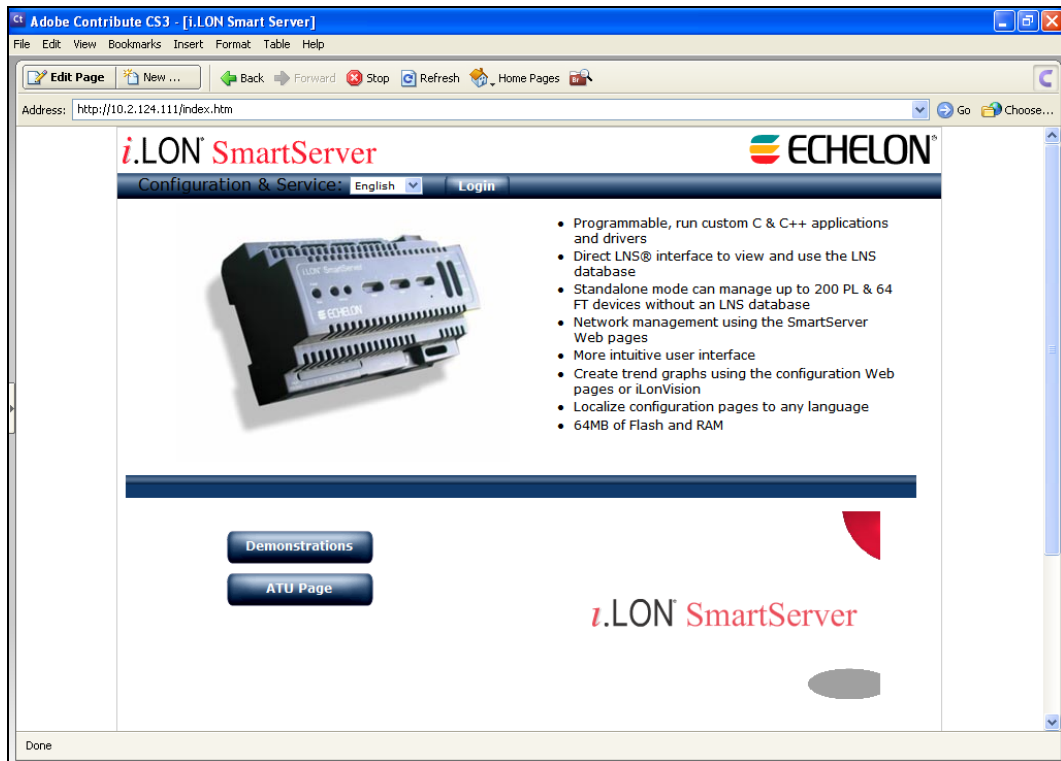 Adobe Contribute CS3 - [i.LON Smart Server]
File Edit View Bookmarks Insert Format Table Help
Edit Page New ... Back Forward Stop Refresh Home Pages
Address: http://10.2.124.111/index.htm Go Choose...
i.LON® SmartServer ECHELON®
Configuration & Service: English Login
• Programmable, run custom C & C++ applications
and drivers
• Direct LNS® interface to view and use the LNS
database
• Standalone mode can manage up to 200 PL & 64
FT devices without an LNS database
• Network management using the SmartServer
Web pages
• More intuitive user interface
• Create trend graphs using the configuration Web
pages or iLonVision
• Localize configuration pages to any language
• 64MB of Flash and RAM
i.LON SmartServer
ECHELON
Demonstrations
ATU Page
i.LON® SmartServer
Done